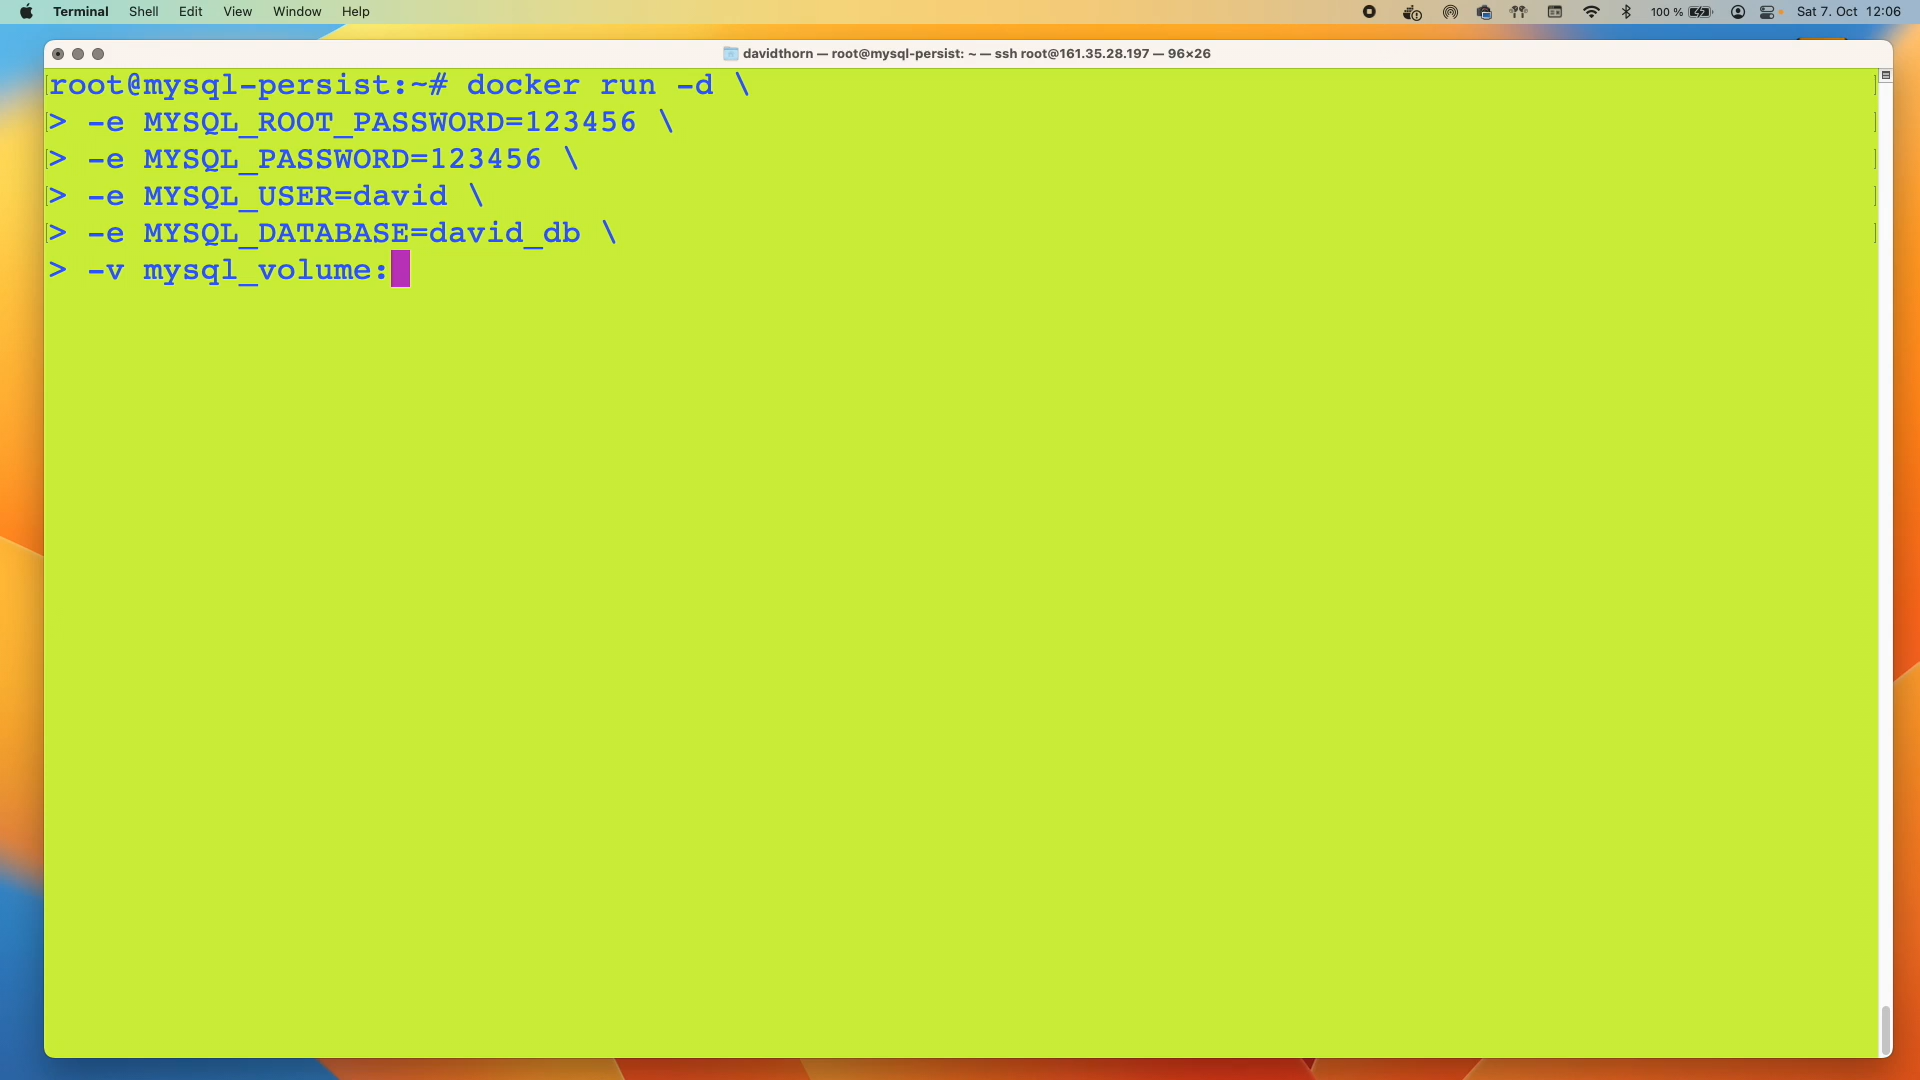 Terminal Shell Edit View Window Help 100 % Sat 7. Oct 12:06
davidthorn — root@mysql-persist: ~ — ssh root@161.35.28.197 — 96×26
root@mysql-persist:~# docker run -d \
> -e MYSQL_ROOT_PASSWORD=123456 \
> -e MYSQL_PASSWORD=123456 \
> -e MYSQL_USER=david \
> -e MYSQL_DATABASE=david_db \
> -v mysql_volume: